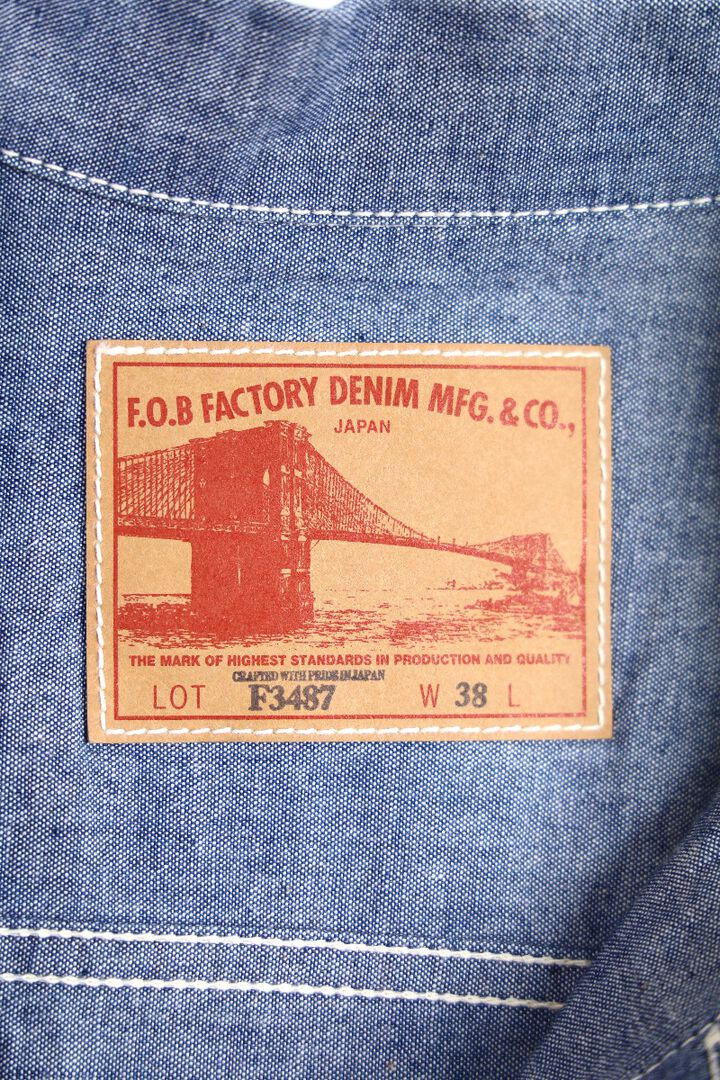 F.O.B FACTORY DENIM MFG. & CO.,
JAPAN
THE MARK OF HIGHEST STANDARDS IN PRODUCTION AND QUALITY
CRAFTED WITH PRIDE IN JAPAN
LOT F3487 W 38 L